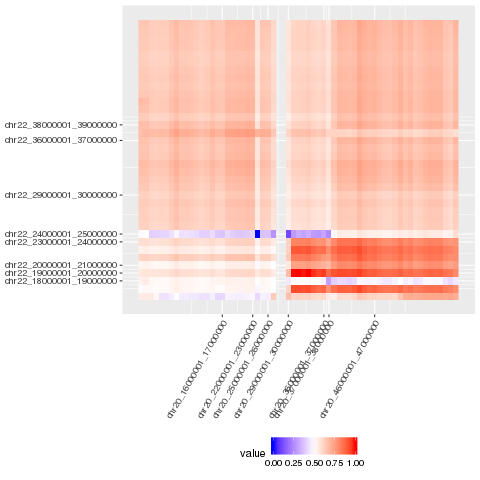 chr22_38000001_39000000
chr22_36000001_37000000
chr22_29000001_30000000
chr22_24000001_25000000
chr22_23000001_24000000
chr22_20000001_21000000
chr22_19000001_20000000
chr22_18000001_19000000
chr20_16000001_17000000
chr20_22000001_23000000
chr20_25000001_26000000
chr20_29000001_30000000
chr20_46000001_47000000
value
0.00 0.25 0.50 0.75 1.00